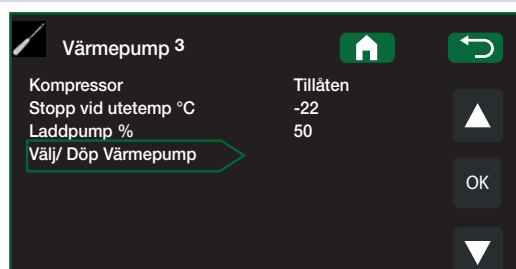 Värmepump 3
Kompressor Tillåten
Stopp vid utetemp °C -22
Laddpump % 50
Välj/ Döp Värmepump
OK